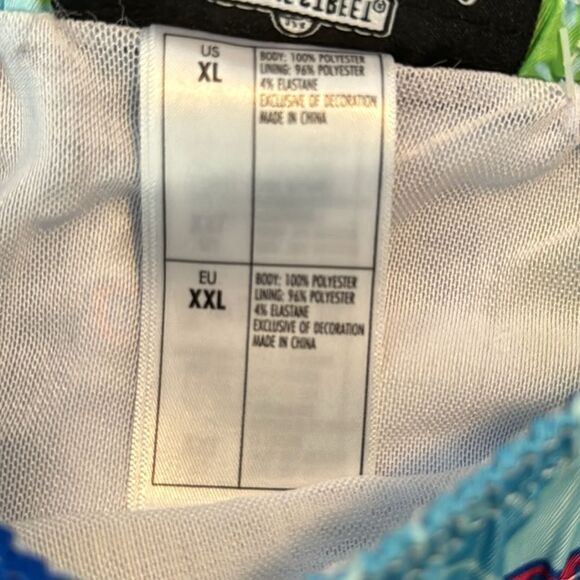 US
XL
BODY: 100% POLYESTER
LINING: 96% POLYESTER
4% ELASTANE
EXCLUSIVE OF DECORATION
MADE IN CHINA
EU
XXL
BODY: 100% POLYESTER
LINING: 96% POLYESTER
4% ELASTANE
EXCLUSIVE OF DECORATION
MADE IN CHINA